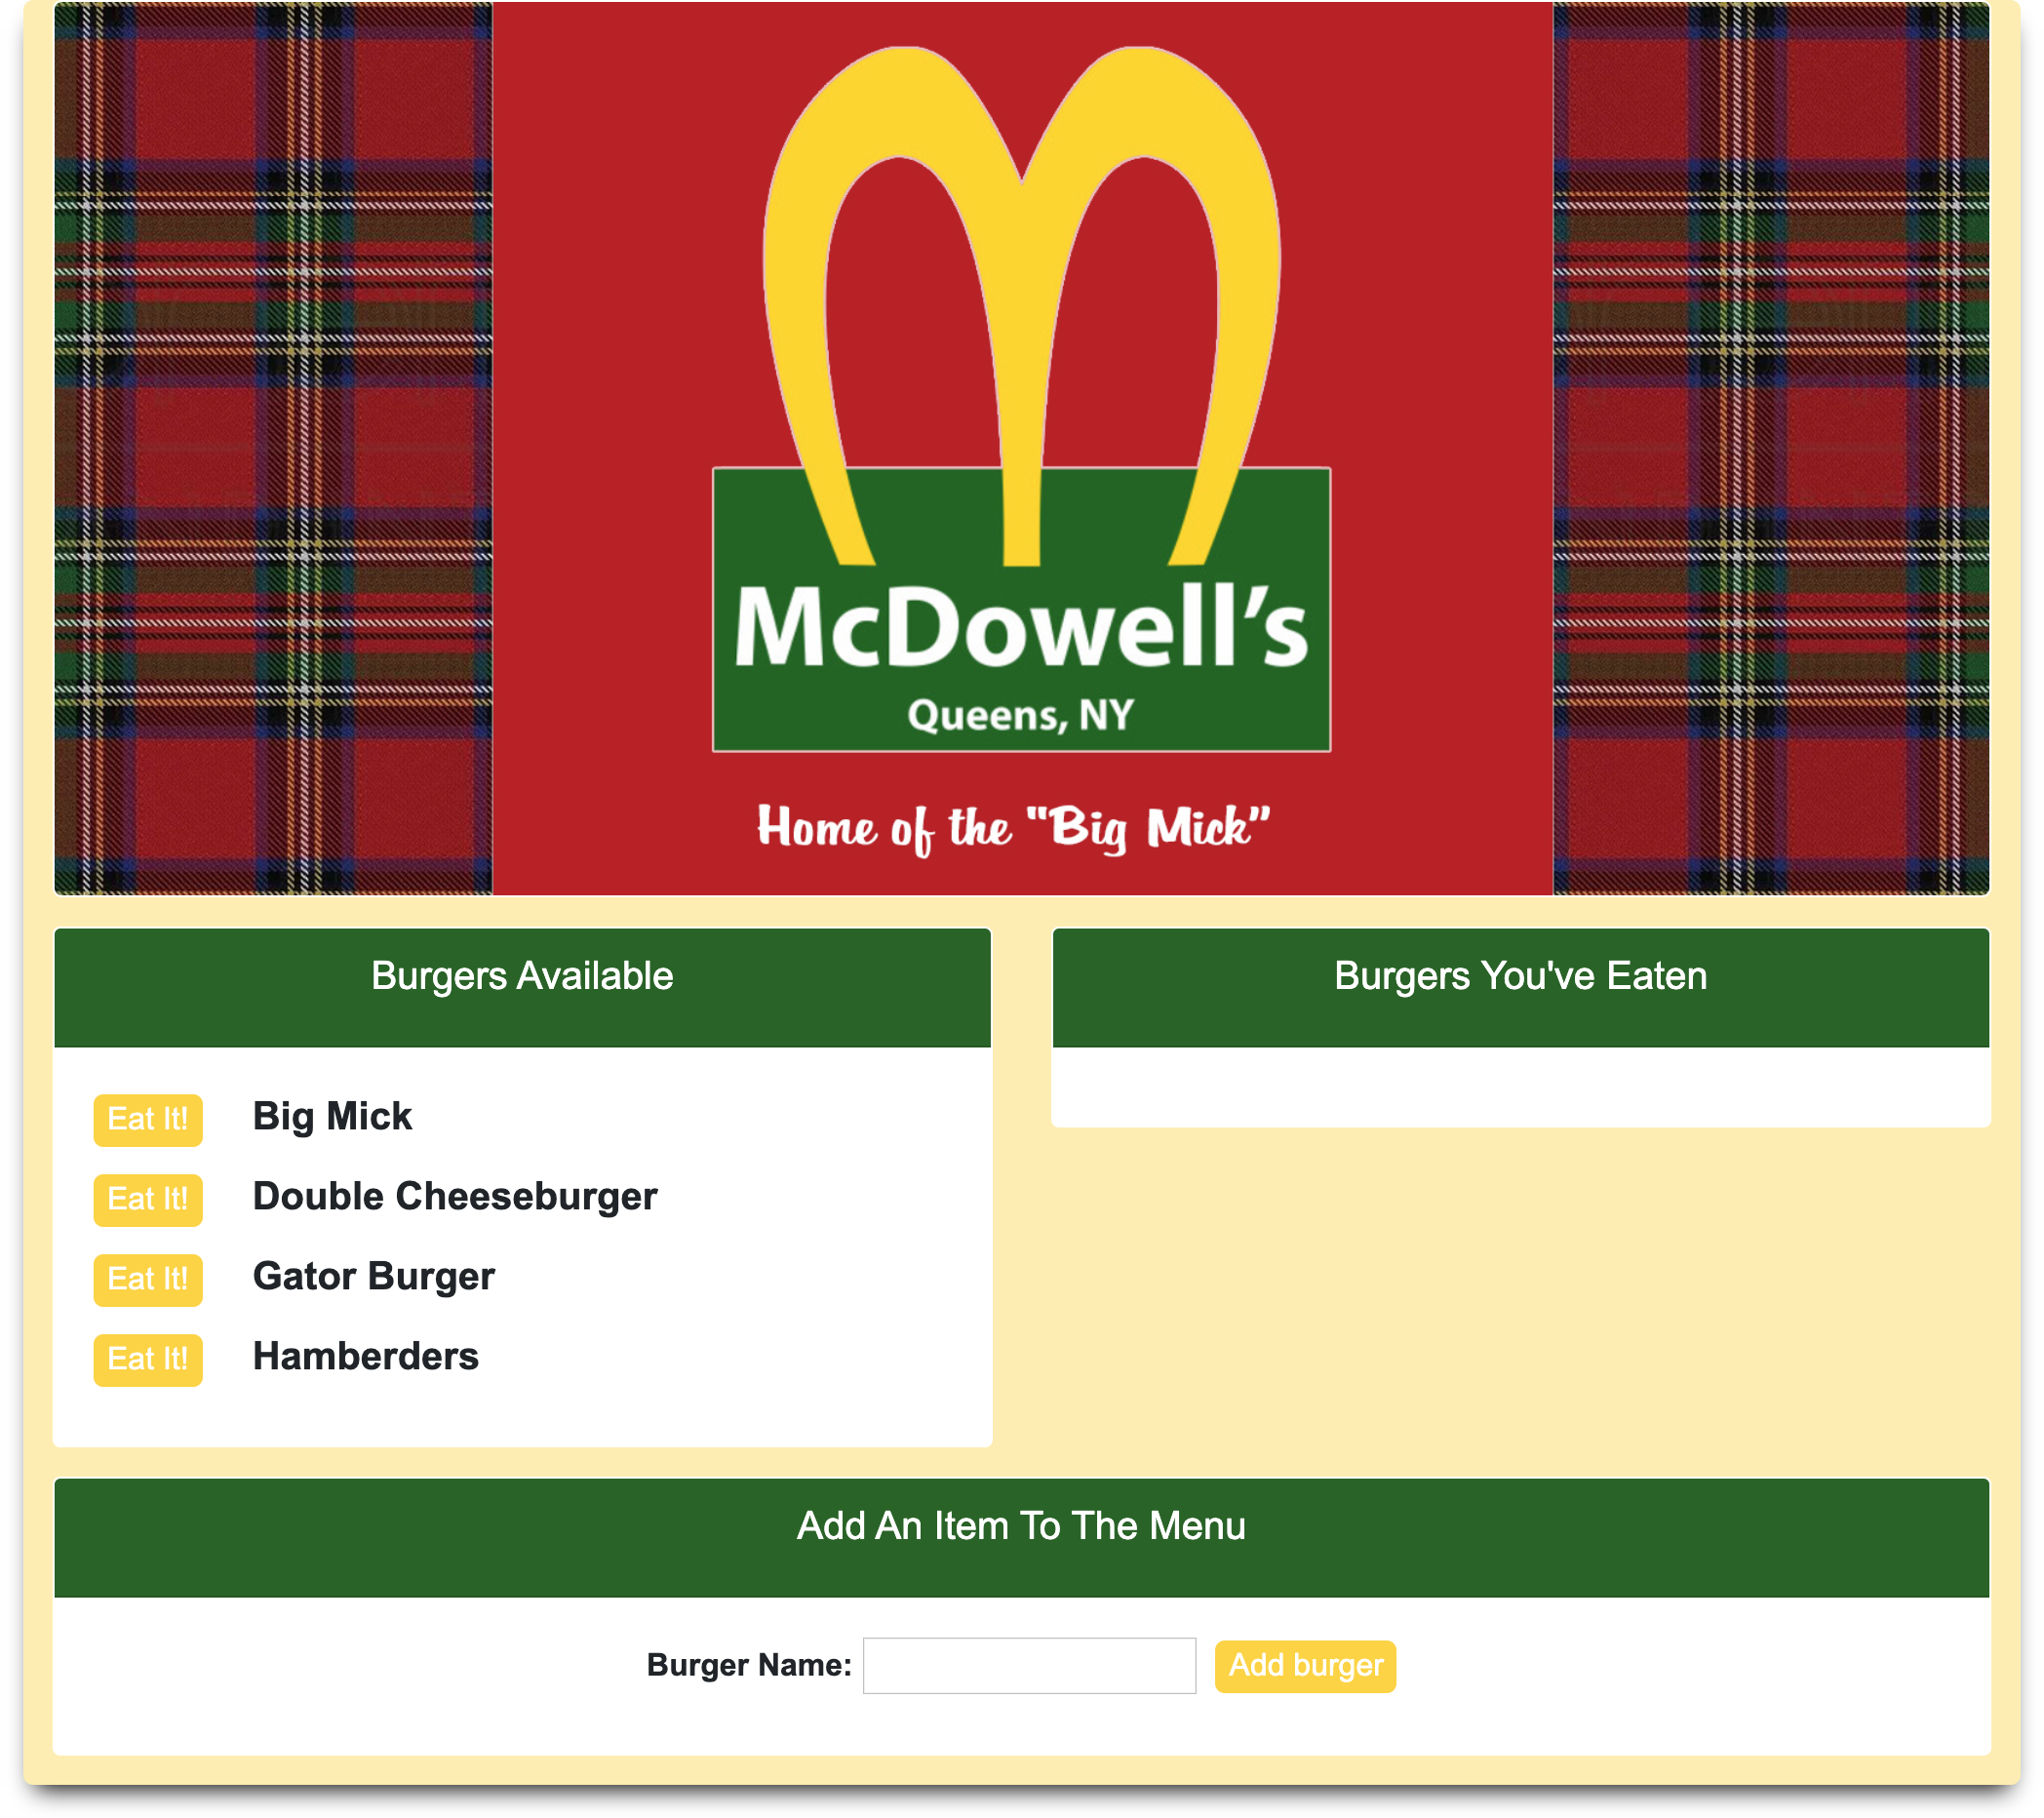 McDowell’s
Queens, NY
Home of the “Big Mick”
Burgers Available
Eat It! Big Mick
Eat It! Double Cheeseburger
Eat It! Gator Burger
Eat It! Hamberders
Burgers You've Eaten
Add An Item To The Menu
Burger Name: Add burger